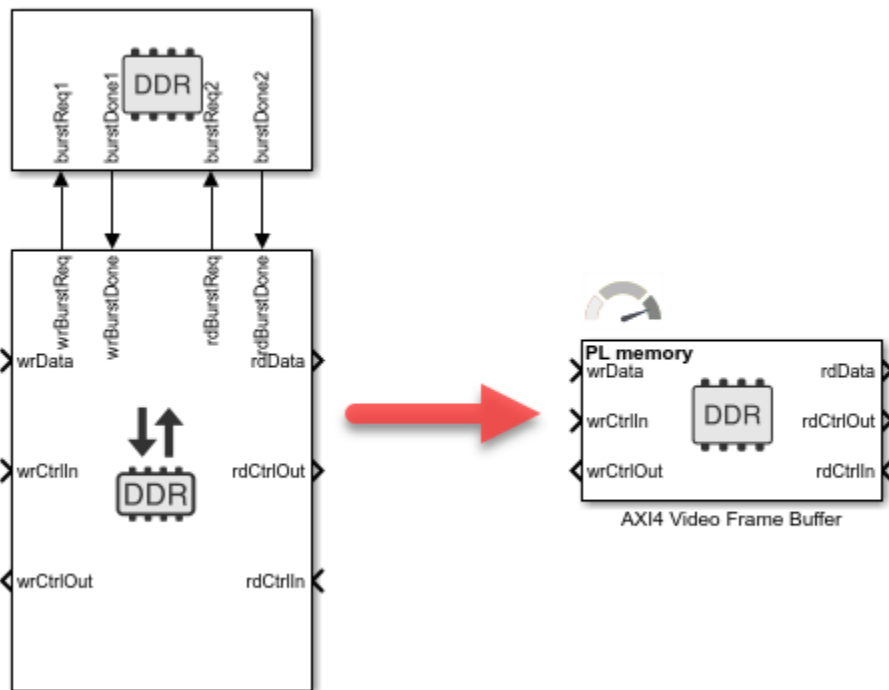 burstReq1
burstDone1
DDR
burstReq2
burstDone2
wrBurstReq
wrBurstDone
rdBurstReq
rdBurstDone
wrData
rdData
wrCtrlIn
DDR
rdCtrlOut
wrCtrlOut
rdCtrlIn
PL memory
wrData
rdData
DDR
wrCtrlIn
rdCtrlOut
wrCtrlOut
rdCtrlIn
AXI4 Video Frame Buffer